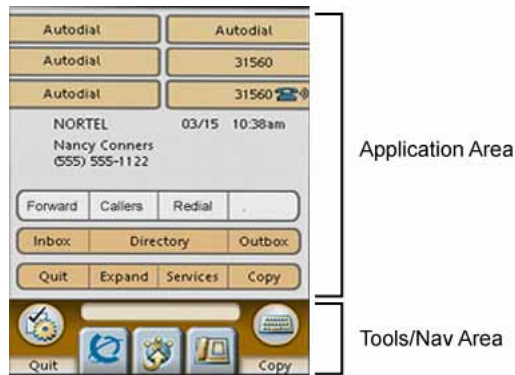 Autodial Autodial
Autodial 31560
Autodial 31560
NORTEL 03/15 10:38am
Nancy Conners
(555) 555-1122
Application Area
Forward Callers Redial .
Inbox Directory Outbox
Quit Expand Services Copy
Tools/Nav Area
Quit Copy